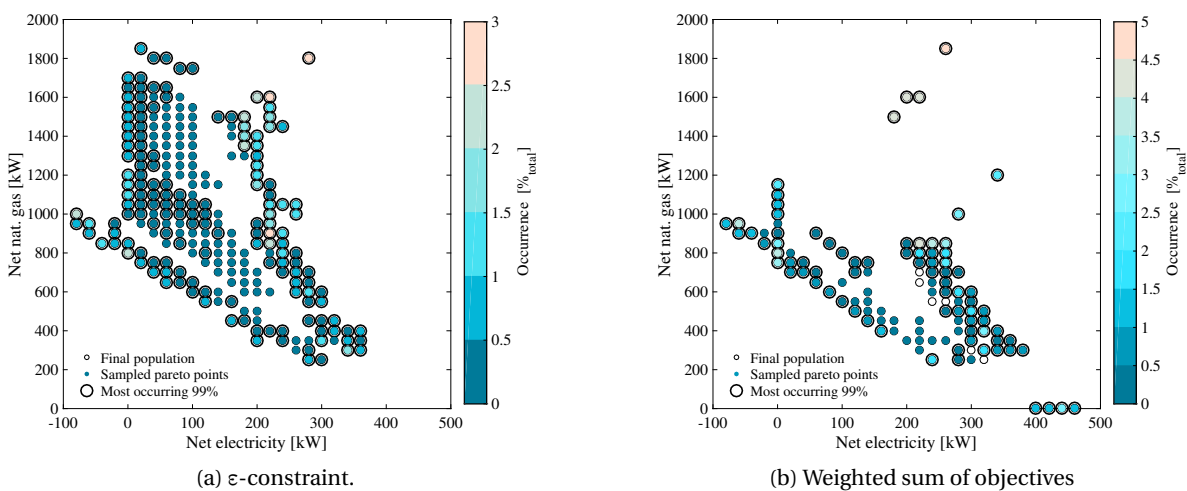 2000
1800
1600
1400
1200
1000
800
600
400
200
0
Net nat. gas [kW]
-100 0 100 200 300 400 500
Net electricity [kW]
Final population
Sampled pareto points
Most occurring 99%
3
2.5
2
1.5
1
0.5
0
Occurrence [%total]
(a) ε-constraint.
2000
1800
1600
1400
1200
1000
800
600
400
200
0
Net nat. gas [kW]
-100 0 100 200 300 400 500
Net electricity [kW]
Final population
Sampled pareto points
Most occurring 99%
5
4.5
4
3.5
3
2.5
2
1.5
1
0.5
0
Occurrence [%total]
(b) Weighted sum of objectives